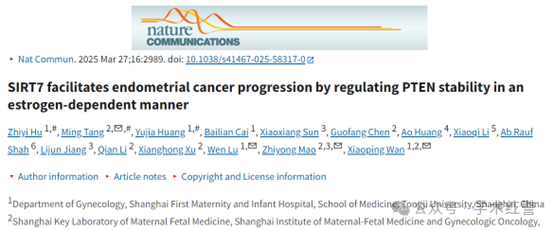 nature
COMMUNICATIONS
▸ Nat Commun. 2025 Mar 27;16:2989. doi: 10.1038/s41467-025-58317-0
SIRT7 facilitates endometrial cancer progression by regulating PTEN stability in an
estrogen-dependent manner
Zhiyi Hu 1,#, Ming Tang 2,✉,#, Yujia Huang 1,#, Bailian Cai 1, Xiaoxiang Sun 3, Guofang Chen 2, Ao Huang 4, Xiaoqi Li 5, Ab Rauf
Shah 6, Lijun Jiang 3, Qian Li 2, Xianghong Xu 2, Wen Lu 1,✉, Zhiyong Mao 2,3,✉, Xiaoping Wan 1,2,✉
▸ Author information ▸ Article notes ▸ Copyright and License information
1Department of Gynecology, Shanghai First Maternity and Infant Hospital, School of Medicine, Tongji University, Shanghai, China
2Shanghai Key Laboratory of Maternal Fetal Medicine, Shanghai Institute of Maternal-Fetal Medicine and Gynecologic Oncology,
公众号 · 学术红薯